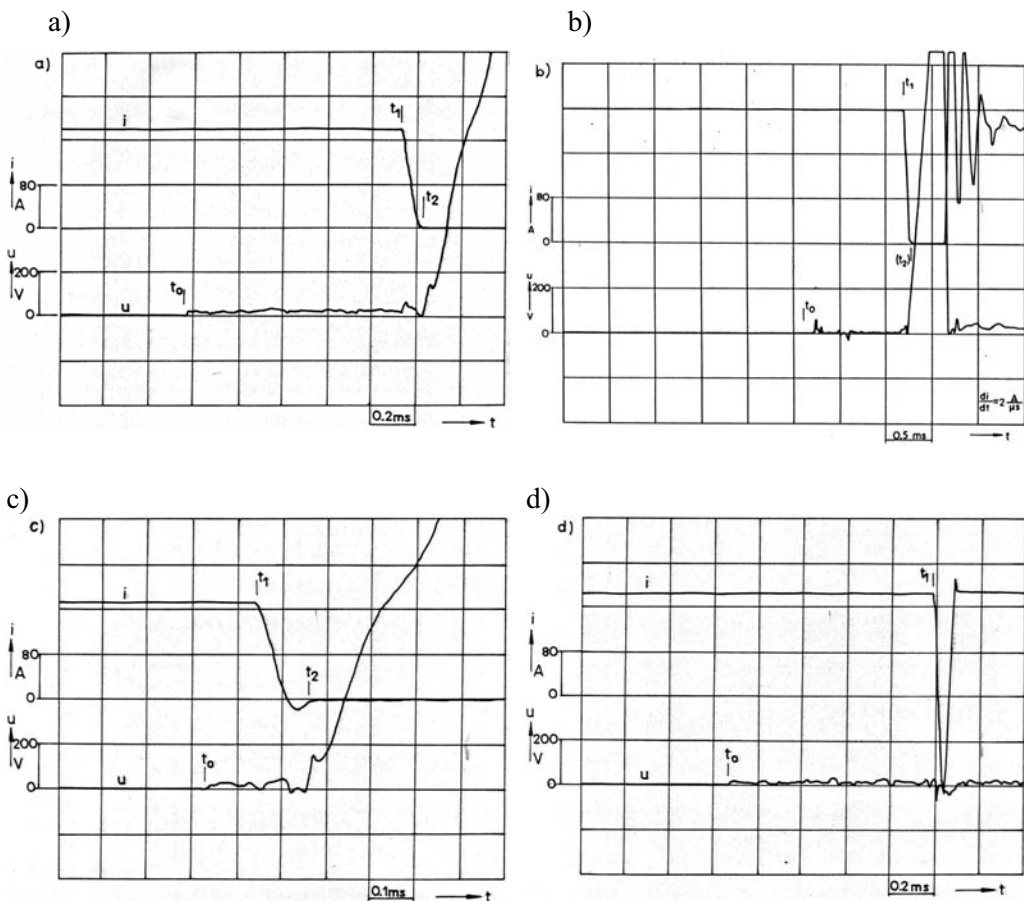 a)
b)
a)
i
t₁
i
A
80
0
t₂
u
V
200
0
t₀
u
0.2ms
t
b)
t₁
i
A
80
0
(t₂)
u
V
200
0
t₀
di/dt=2 A/μs
0.5 ms
t
c)
d)
c)
i
t₁
i
A
80
0
t₂
u
V
200
0
t₀
u
0.1ms
t
d)
i
t₁
i
A
80
0
u
V
200
0
t₀
u
0.2ms
t